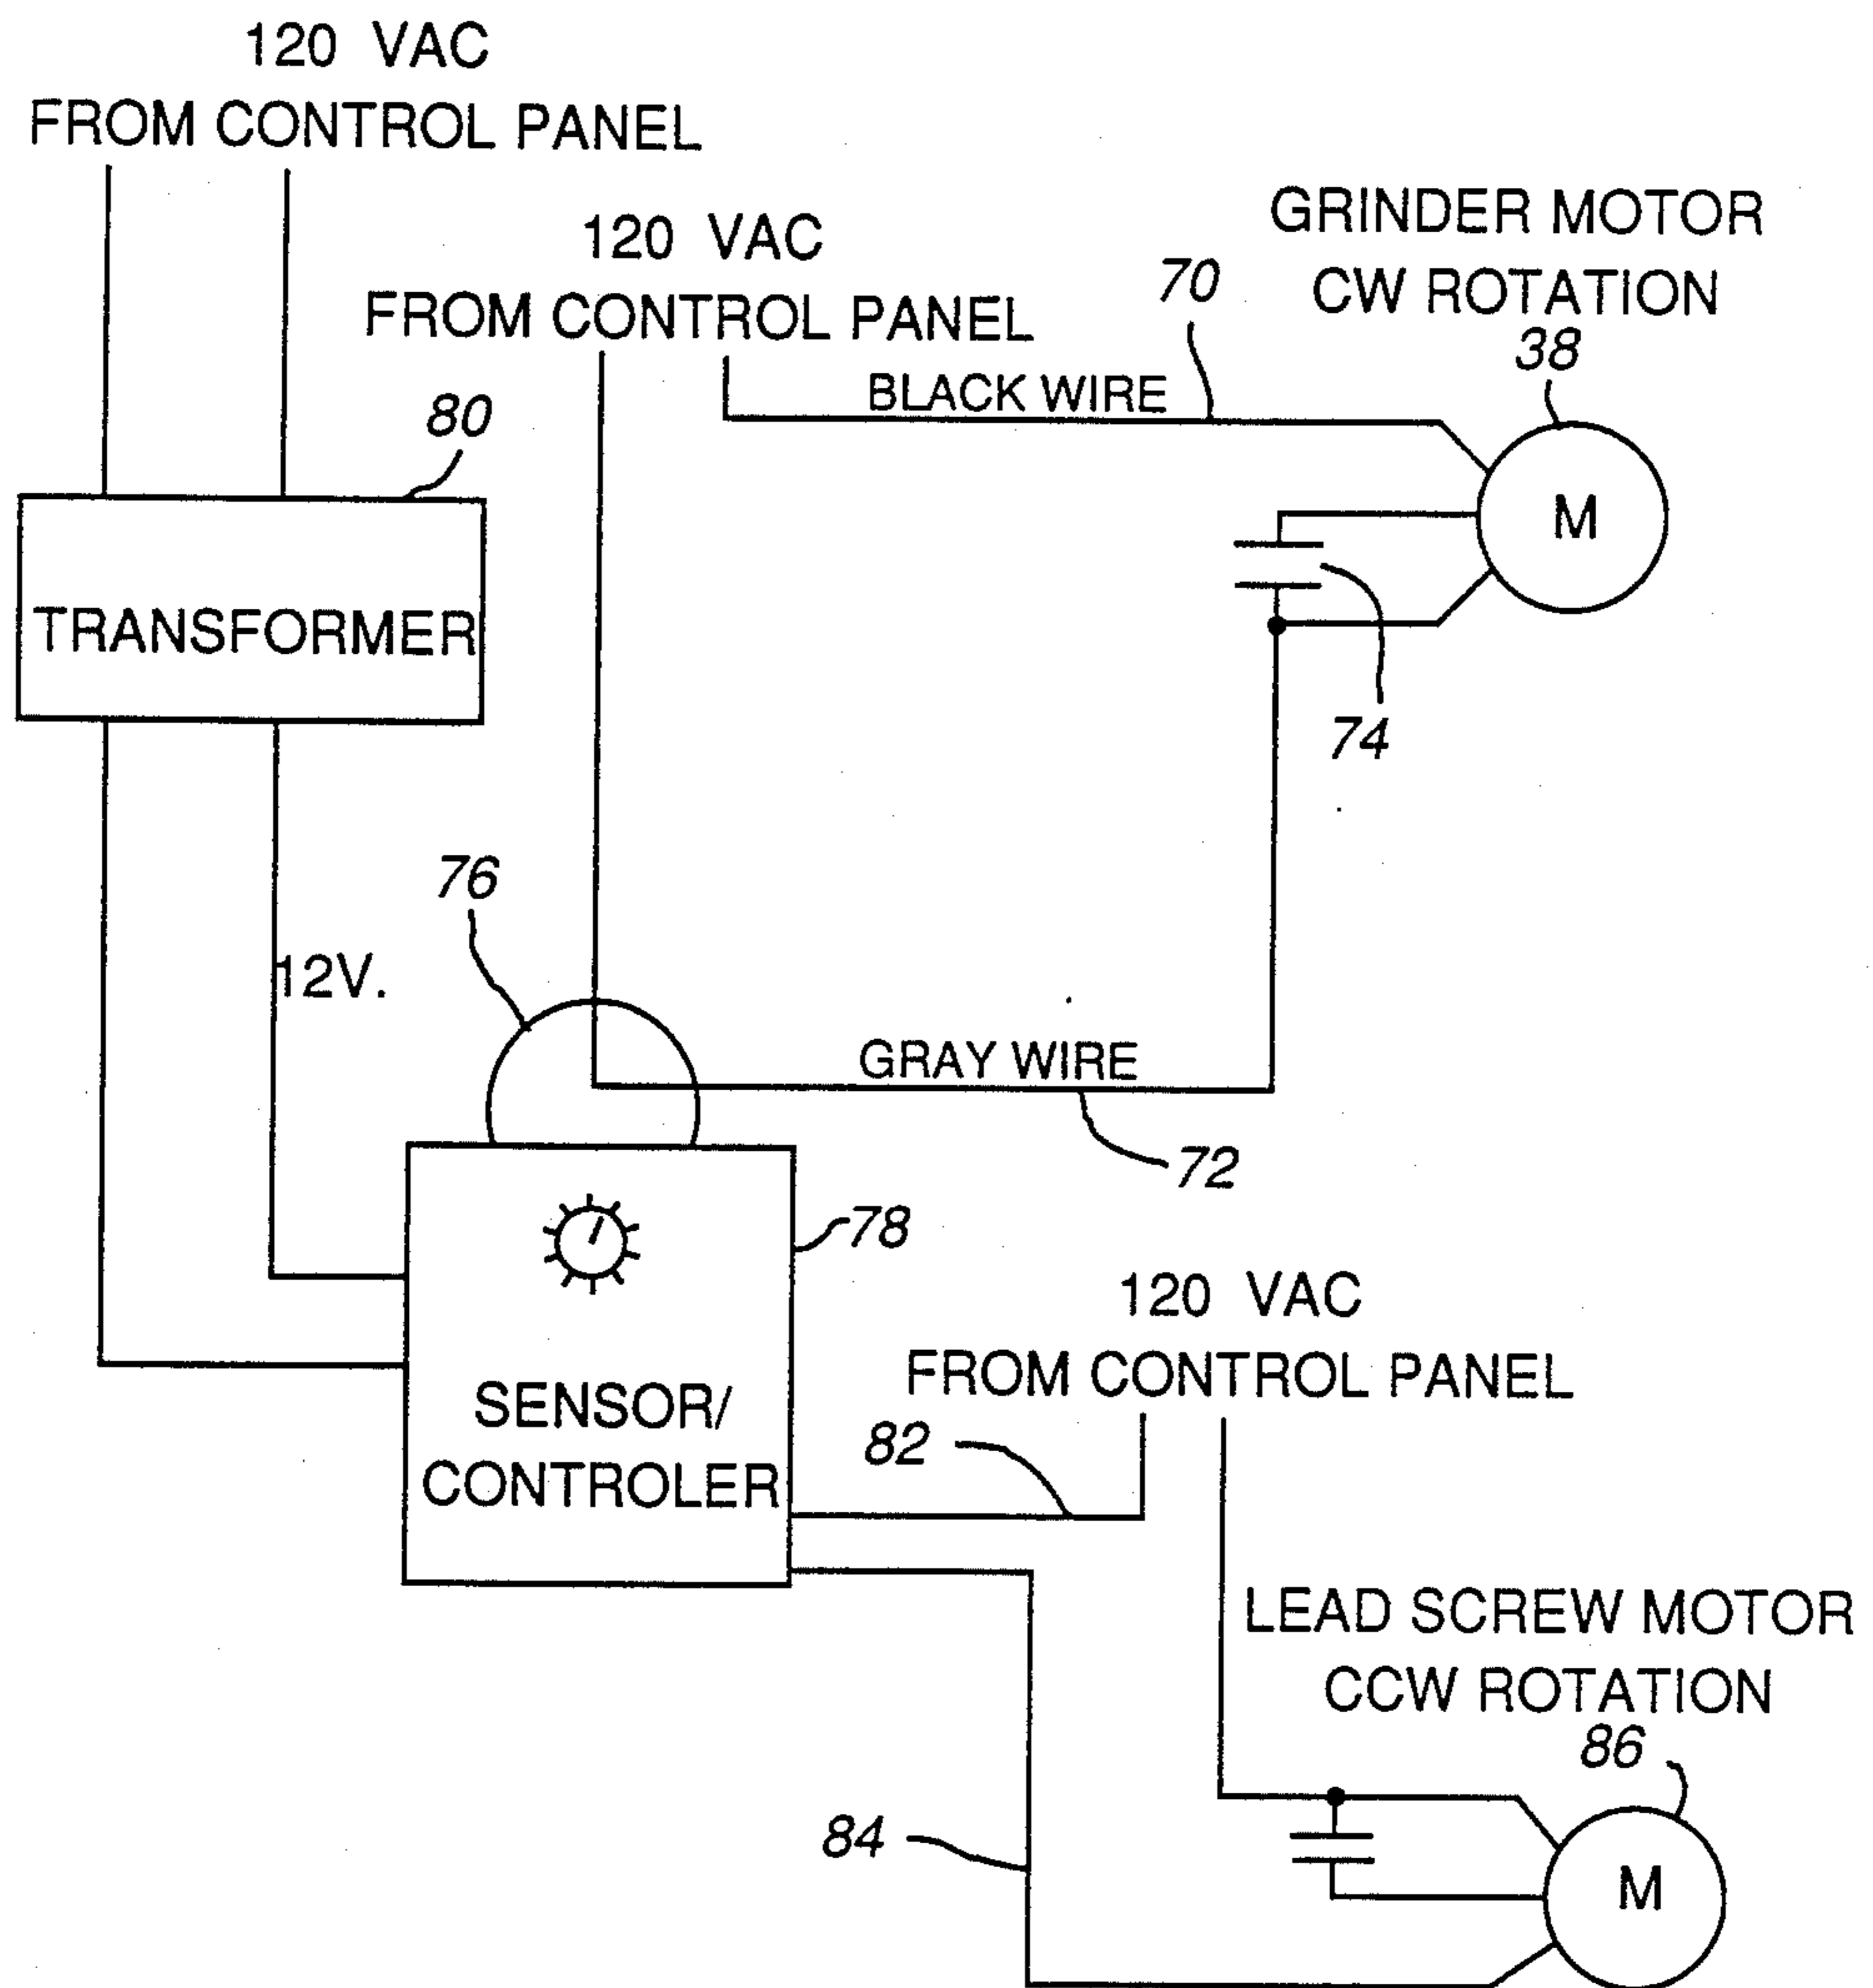 120 VAC
FROM CONTROL PANEL
120 VAC
FROM CONTROL PANEL
GRINDER MOTOR
CW ROTATION
38
70
BLACK WIRE
80
M
TRANSFORMER
74
76
12V.
GRAY WIRE
72
78
120 VAC
FROM CONTROL PANEL
SENSOR/
CONTROLER
82
LEAD SCREW MOTOR
CCW ROTATION
86
84
M